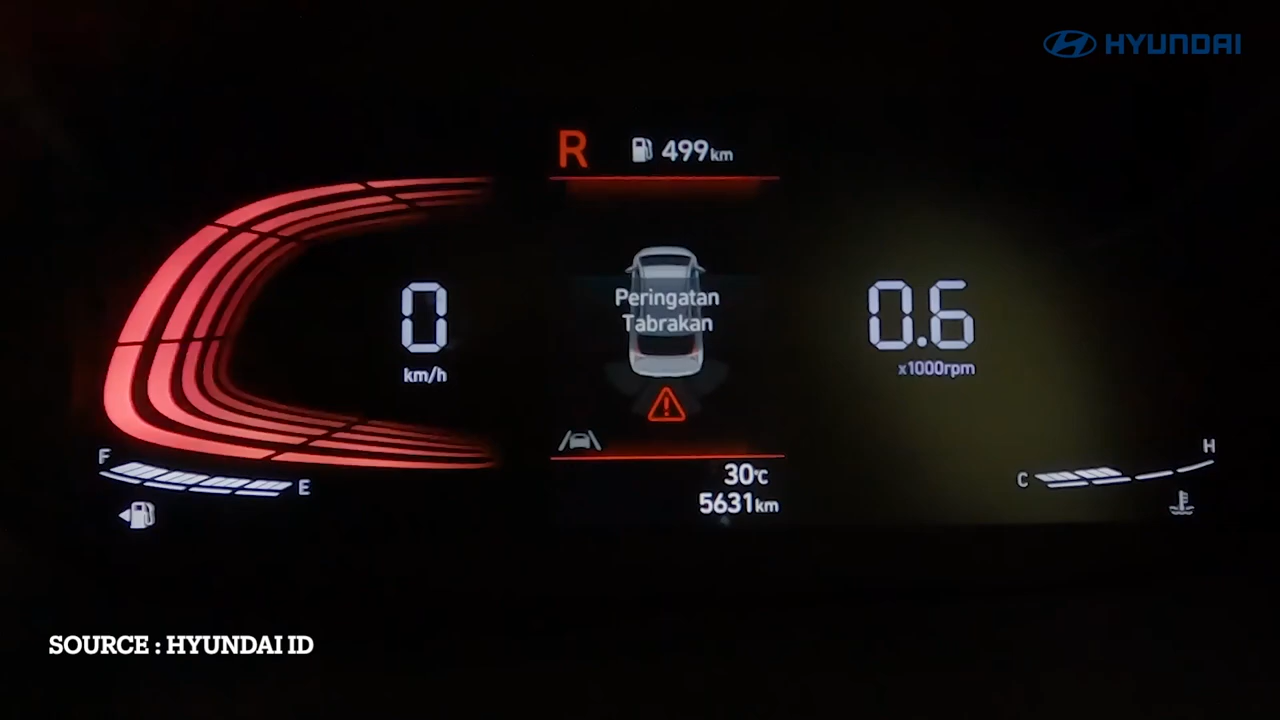 HYUNDAI
R 499km
0
km/h
Peringatan
Tabrakan
0.6
x1000rpm
F E
C H
30°C
5631km
SOURCE : HYUNDAI ID